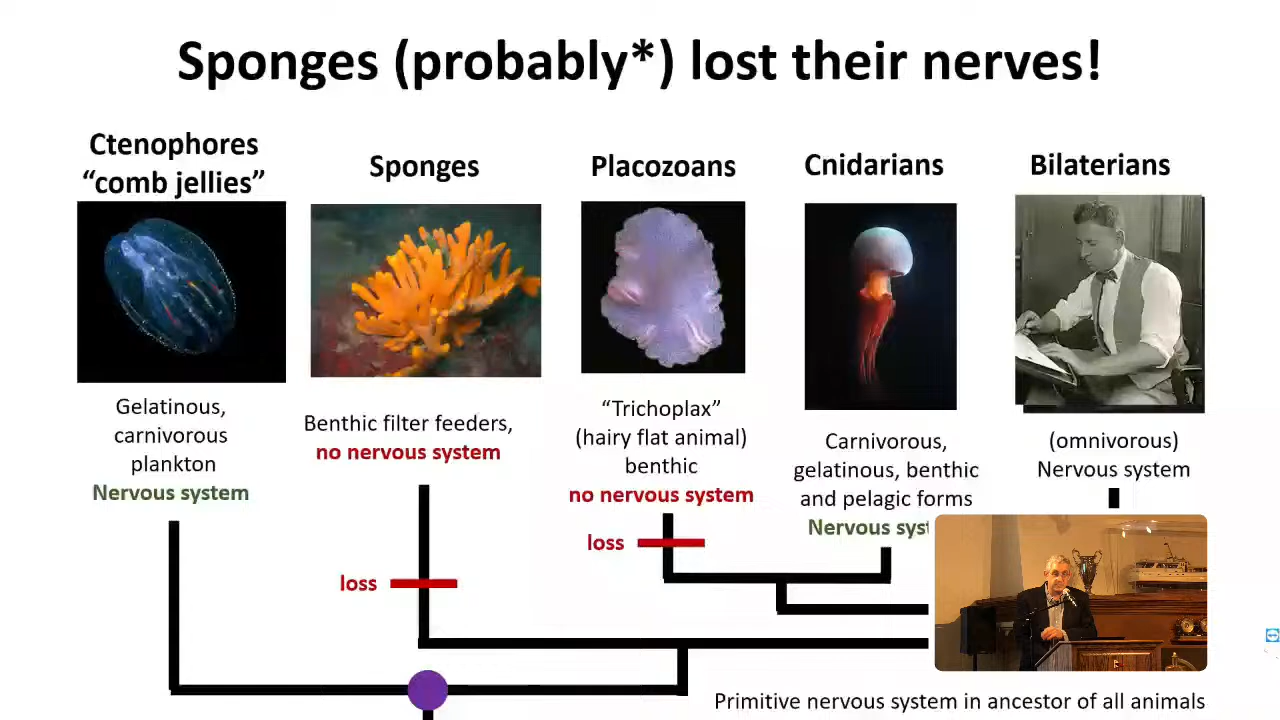 Sponges (probably*) lost their nerves!
Ctenophores
“comb jellies”
Sponges
Placozoans
Cnidarians
Bilaterians
Gelatinous,
carnivorous
plankton
Nervous system
Benthic filter feeders,
no nervous system
“Trichoplax”
(hairy flat animal)
benthic
no nervous system
Carnivorous,
gelatinous, benthic
and pelagic forms
Nervous syst
(omnivorous)
Nervous system
loss
loss
Primitive nervous system in ancestor of all animals